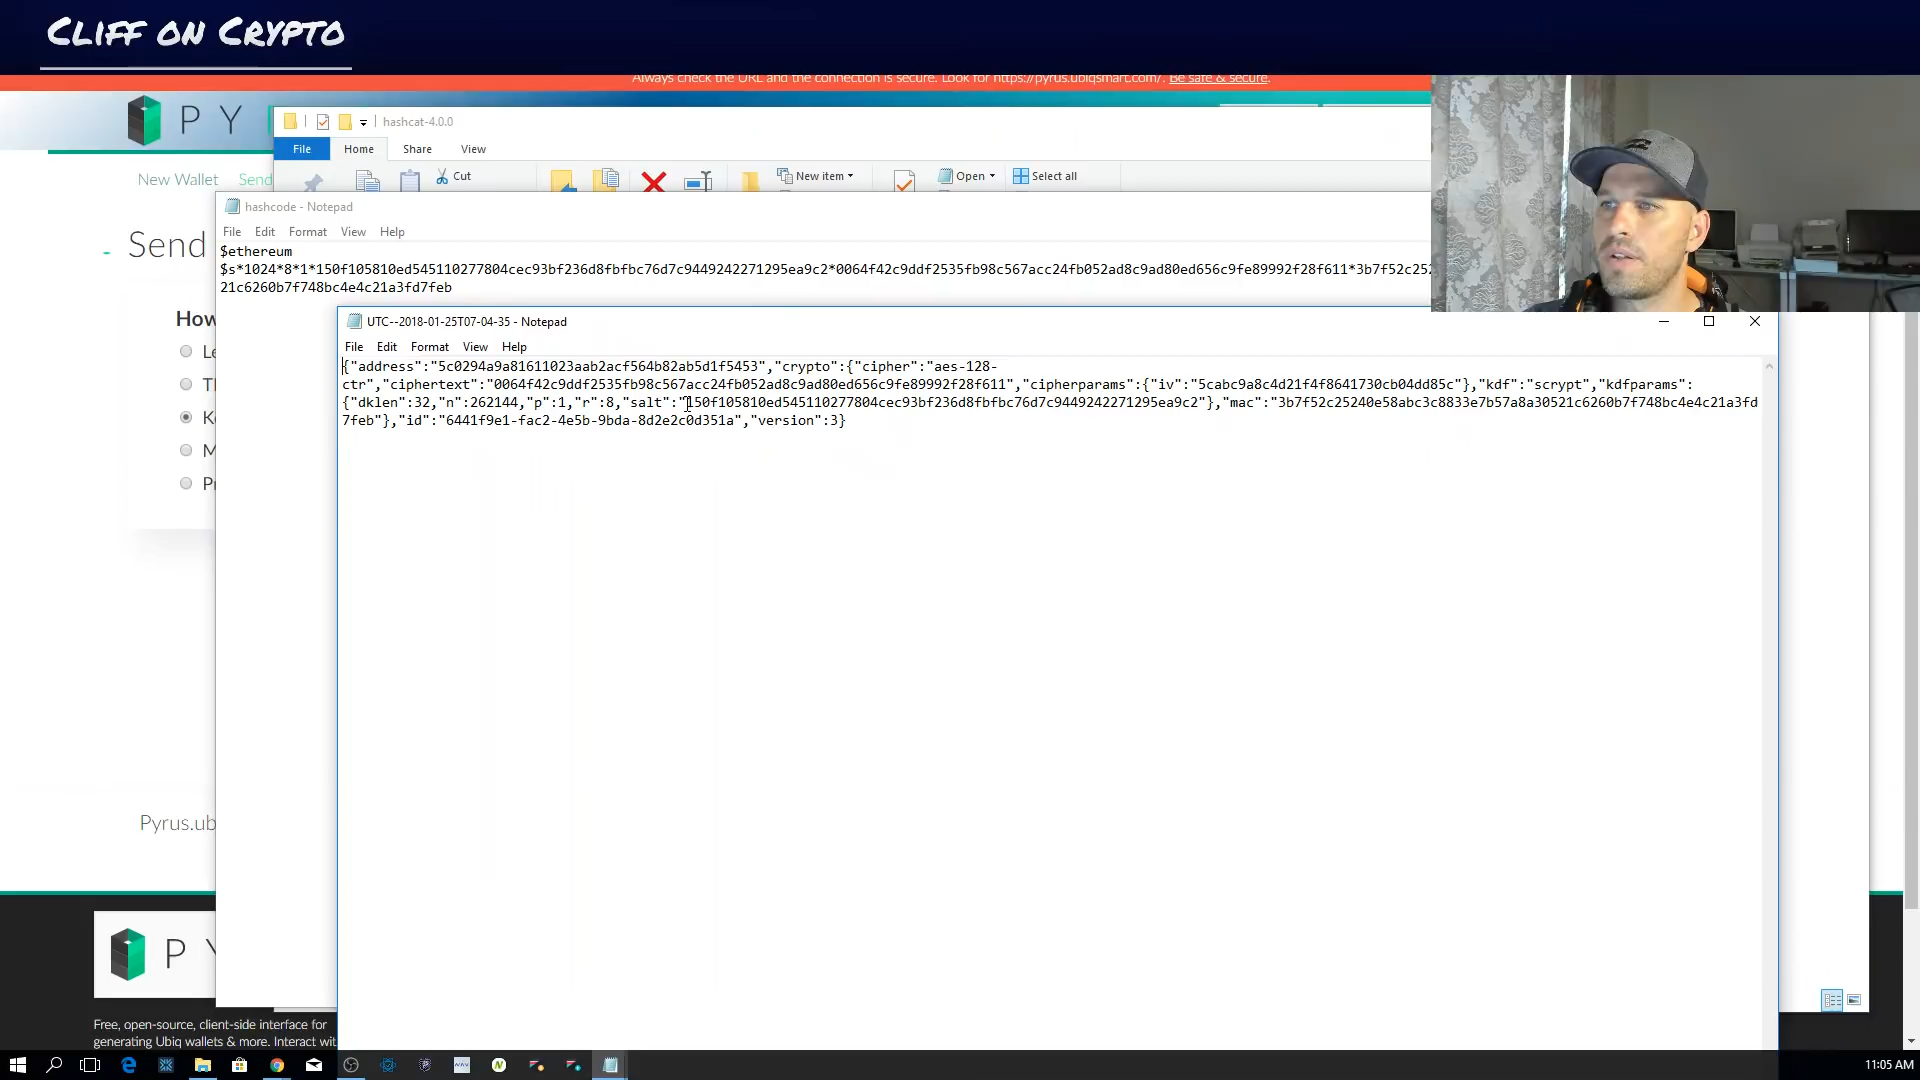 Cliff on Crypto
Always check the URL and the connection is secure. Look for https://pyrus.ubiqsmart.com/. Be safe & secure.
P Y
hashcat-4.0.0
File Home Share View
Cut
New item
Open
Select all
New Wallet Send
hashcode - Notepad
File Edit Format View Help
Send
$ethereum
$s*1024*8*1*150f105810ed545110277804cec93bf236d8fbfbc76d7c9449242271295ea9c2*0064f42c9ddf2535fb98c567acc24fb052ad8c9ad80ed656c9fe89992f28f611*3b7f52c252
21c6260b7f748bc4e4c21a3fd7feb
How
UTC--2018-01-25T07-04-35 - Notepad
File Edit Format View Help
{"address":"5c0294a9a81611023aab2acf564b82ab5d1f5453","crypto":{"cipher":"aes-128-
ctr","ciphertext":"0064f42c9ddf2535fb98c567acc24fb052ad8c9ad80ed656c9fe89992f28f611","cipherparams":{"iv":"5cabc9a8c4d21f4f8641730cb04dd85c"},"kdf":"scrypt","kdfparams":
{"dklen":32,"n":262144,"p":1,"r":8,"salt":"150f105810ed545110277804cec93bf236d8fbfbc76d7c9449242271295ea9c2"},"mac":"3b7f52c25240e58abc3c8833e7b57a8a30521c6260b7f748bc4e4c21a3fd
7feb"},"id":"6441f9e1-fac2-4e5b-9bda-8d2e2c0d351a","version":3}
Le
Th
Ke
M
Pr
Pyrus.ub
P
Free, open-source, client-side interface for
generating Ubiq wallets & more. Interact wit
11:05 AM